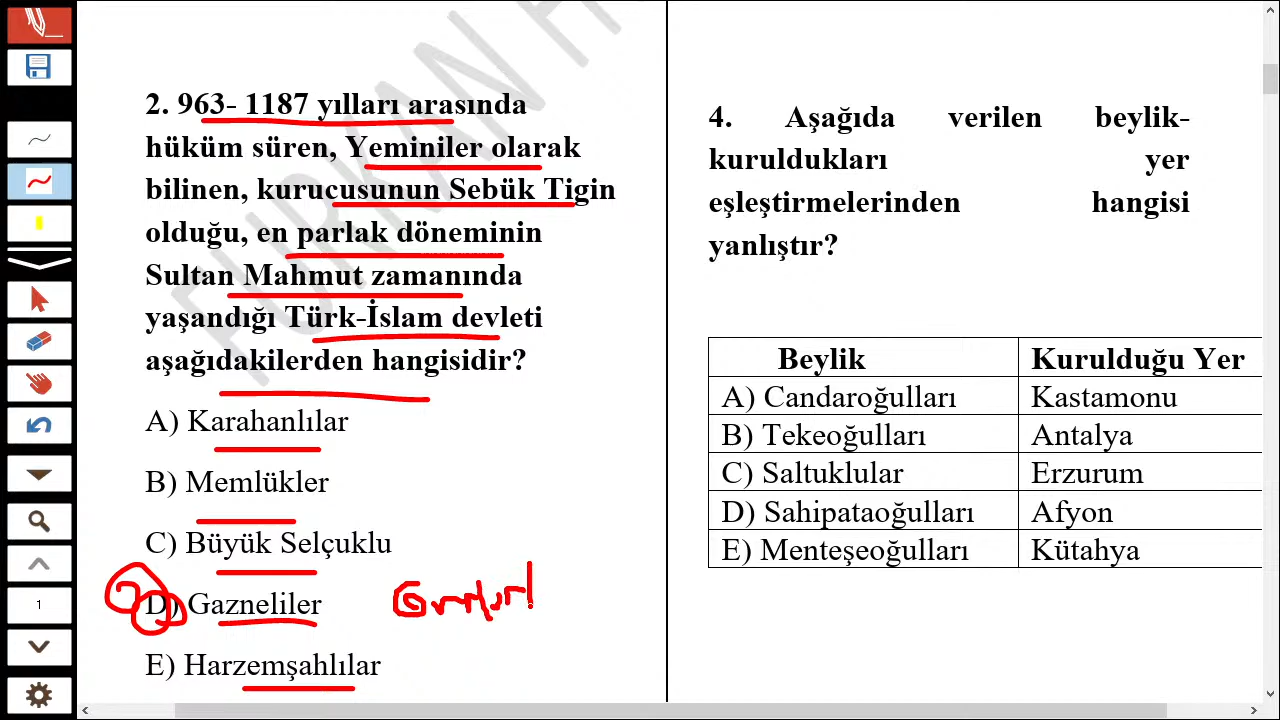 2. 963- 1187 yılları arasında
hüküm süren, Yeminiler olarak
bilinen, kurucusunun Sebük Tigin
olduğu, en parlak döneminin
Sultan Mahmut zamanında
yaşandığı Türk-İslam devleti
aşağıdakilerden hangisidir?
A) Karahanlılar
B) Memlükler
C) Büyük Selçuklu
D) Gazneliler
E) Harzemşahlılar
4. Aşağıda verilen beylik-
kuruldukları yer
eşleştirmelerinden hangisi
yanlıştır?
Beylik Kurulduğu Yer
A) Candaroğulları Kastamonu
B) Tekeoğulları Antalya
C) Saltuklular Erzurum
D) Sahipataoğulları Afyon
E) Menteşeoğulları Kütahya
FURKAN
1